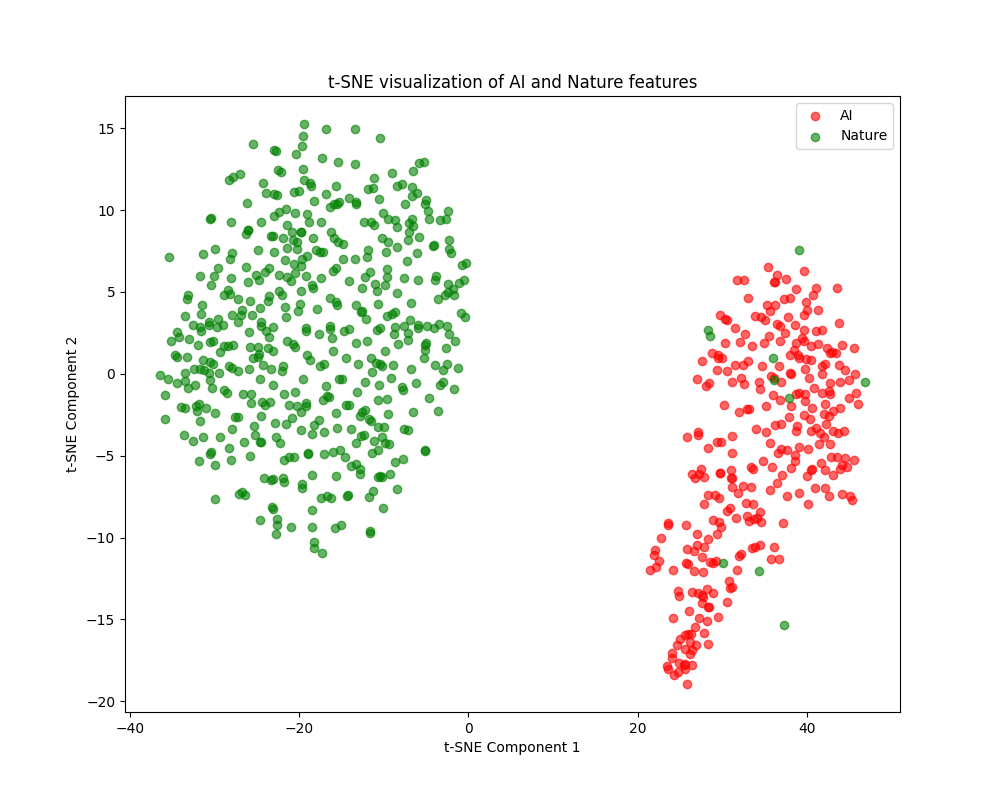 t-SNE visualization of AI and Nature features
AI
Nature
15
10
5
0
−5
−10
−15
−20
t-SNE Component 2
−40
−20
0
20
40
t-SNE Component 1